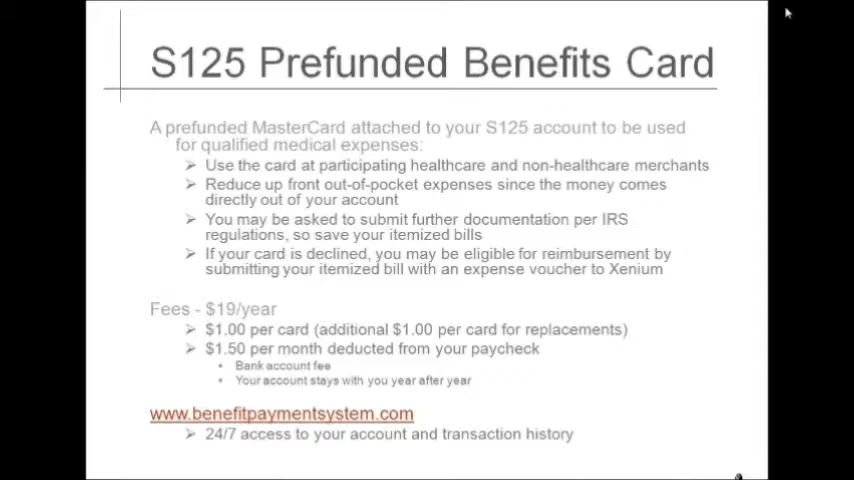 S125 Prefunded Benefits Card
A prefunded MasterCard attached to your S125 account to be used
for qualified medical expenses:
➢ Use the card at participating healthcare and non-healthcare merchants
➢ Reduce up front out-of-pocket expenses since the money comes
directly out of your account
➢ You may be asked to submit further documentation per IRS
regulations, so save your itemized bills
➢ If your card is declined, you may be eligible for reimbursement by
submitting your itemized bill with an expense voucher to Xenium
Fees - $19/year
➢ $1.00 per card (additional $1.00 per card for replacements)
➢ $1.50 per month deducted from your paycheck
• Bank account fee
• Your account stays with you year after year
www.benefitpaymentsystem.com
➢ 24/7 access to your account and transaction history